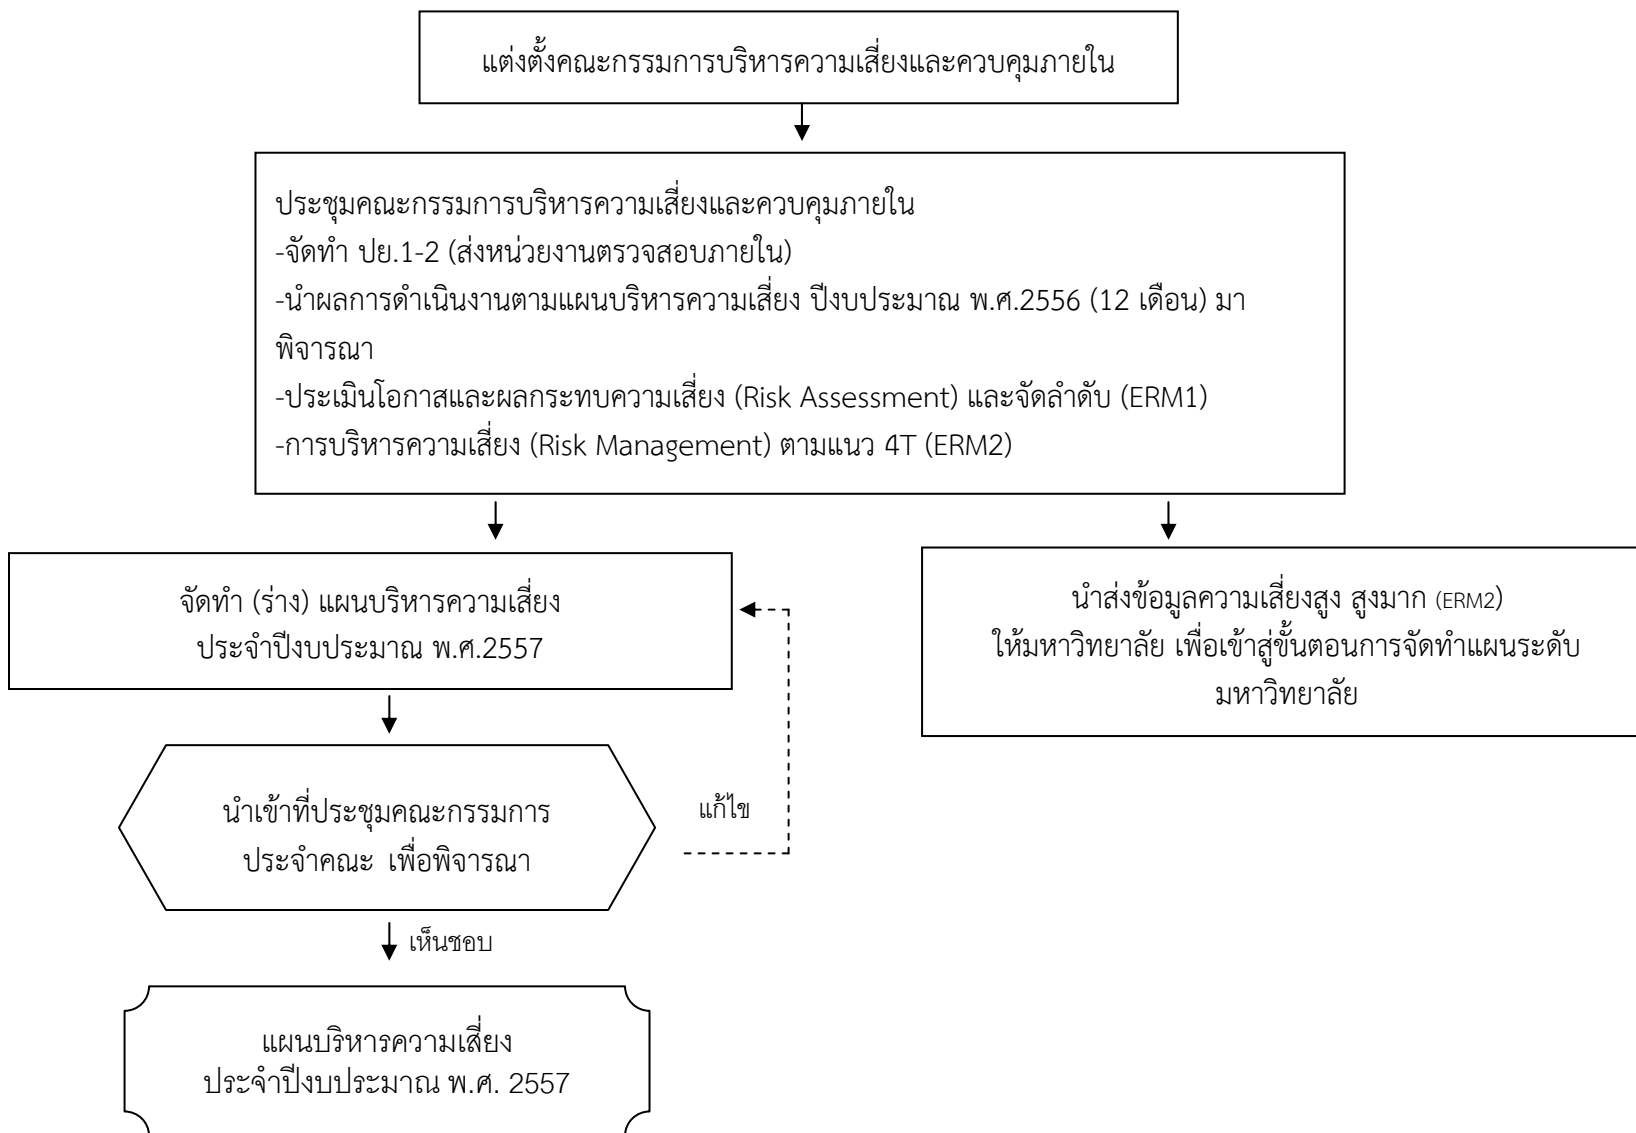 แต่งตั้งคณะกรรมการบริหารความเสี่ยงและควบคุมภายใน
ประชุมคณะกรรมการบริหารความเสี่ยงและควบคุมภายใน
-จัดทำ ปย.1-2 (ส่งหน่วยงานตรวจสอบภายใน)
-นำผลการดำเนินงานตามแผนบริหารความเสี่ยง ปีงบประมาณ พ.ศ.2556 (12 เดือน) มา
พิจารณา
-ประเมินโอกาสและผลกระทบความเสี่ยง (Risk Assessment) และจัดลำดับ (ERM1)
-การบริหารความเสี่ยง (Risk Management) ตามแนว 4T (ERM2)
จัดทำ (ร่าง) แผนบริหารความเสี่ยง
ประจำปีงบประมาณ พ.ศ.2557
นำส่งข้อมูลความเสี่ยงสูง สูงมาก (ERM2)
ให้มหาวิทยาลัย เพื่อเข้าสู่ขั้นตอนการจัดทำแผนระดับ
มหาวิทยาลัย
นำเข้าที่ประชุมคณะกรรมการ
ประจำคณะ เพื่อพิจารณา
แก้ไข
เห็นชอบ
แผนบริหารความเสี่ยง
ประจำปีงบประมาณ พ.ศ. 2557